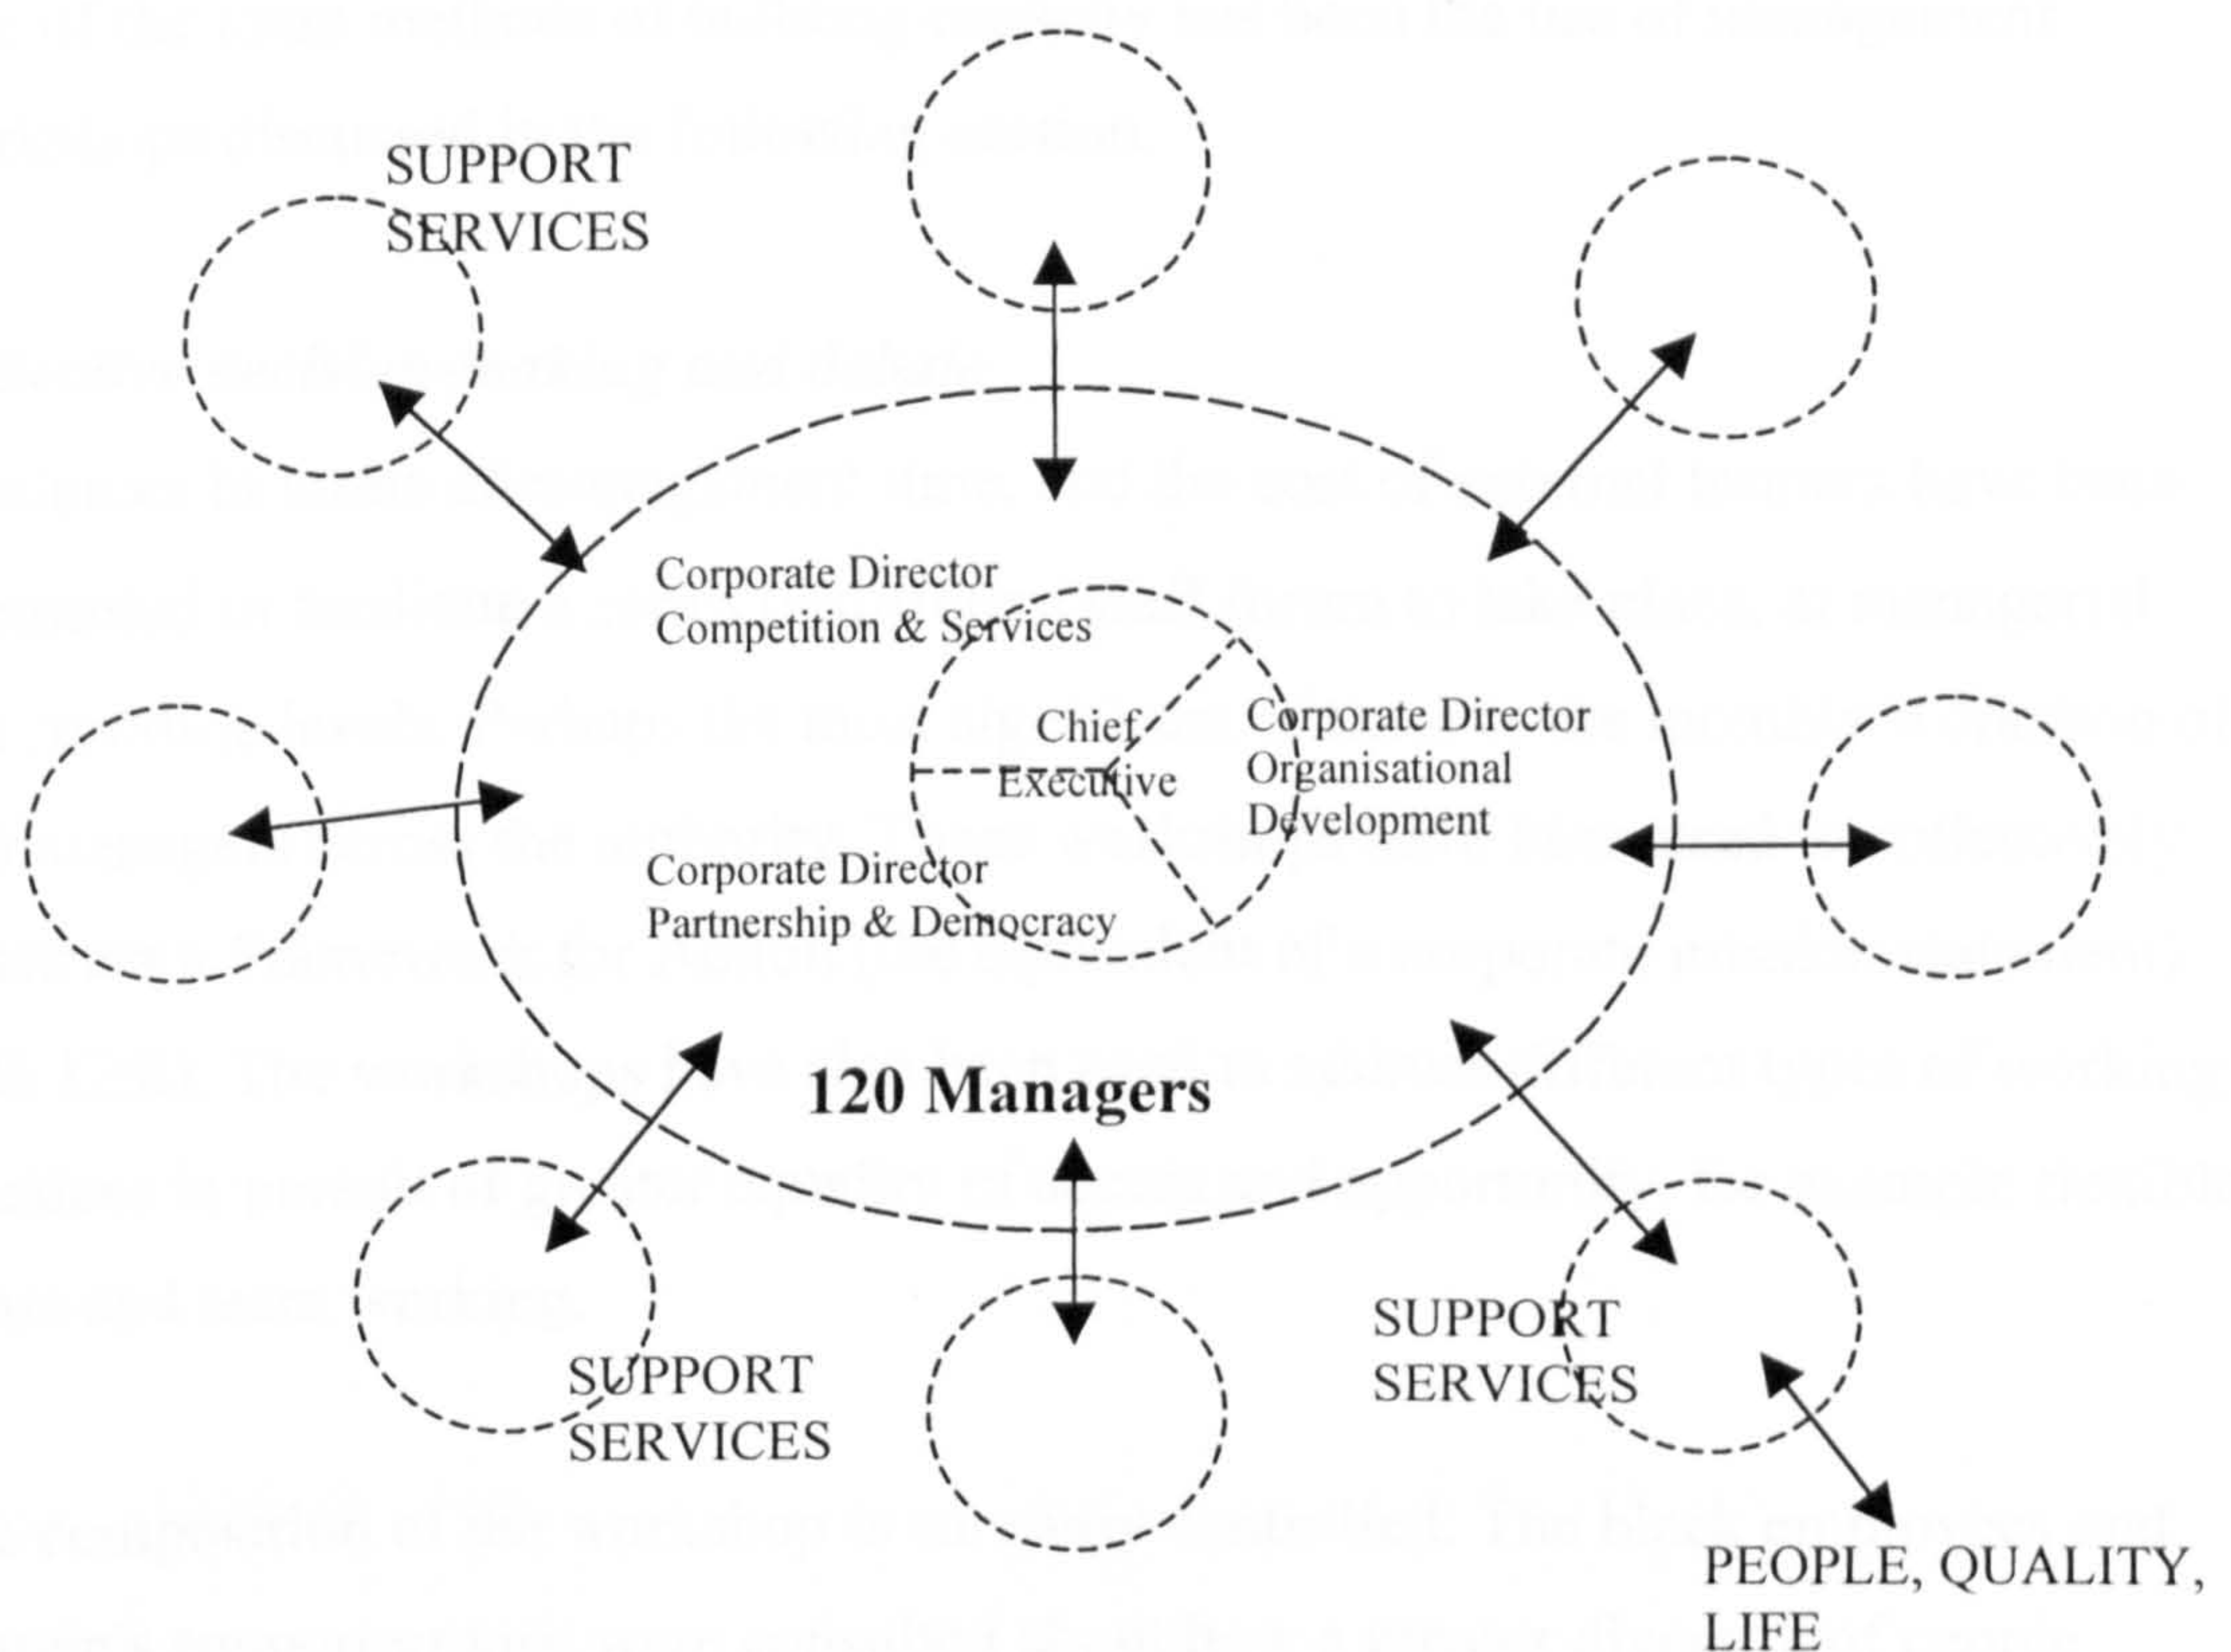 SUPPORT
SERVICES
Corporate Director
Competition & Services
Chief
Executive
Corporate Director
Organisational
Development
Corporate Director
Partnership & Democracy
120 Managers
SUPPORT
SERVICES
SUPPORT
SERVICES
PEOPLE, QUALITY,
LIFE